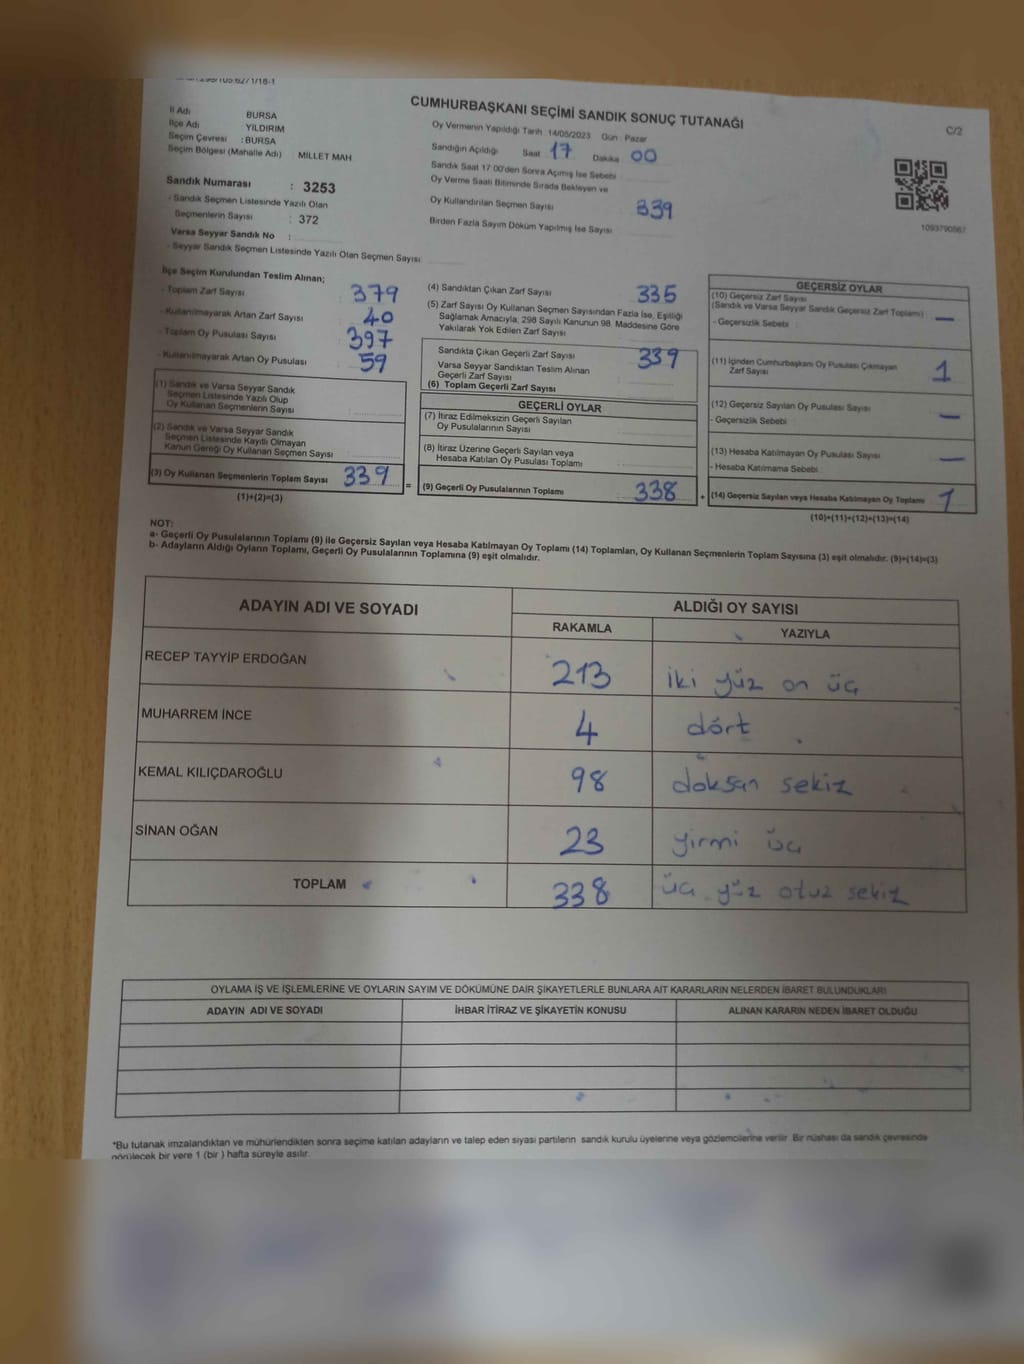 CUMHURBAŞKANI SEÇİMİ SANDIK SONUÇ TUTANAĞI
C/2
İl Adı BURSA
İlçe Adı YILDIRIM
Seçim Çevresi : BURSA
Seçim Bölgesi (Mahalle Adı) MİLLET MAH
Oy Vermenin Yapıldığı Tarih 14/05/2023 Gün : Pazar
Sandığın Açıldığı Saat 17 Dakika 00
Sandık Saat 17 00'den Sonra Açılmış İse Sebebi
Oy Verme Saati Bitiminde Sırada Bekleyen ve
Oy Kullandırılan Seçmen Sayısı 339
Birden Fazla Sayım Döküm Yapılmış İse Sayısı
Sandık Numarası : 3253
- Sandık Seçmen Listesinde Yazılı Olan
Seçmenlerin Sayısı : 372
Varsa Seyyar Sandık No :
- Seyyar Sandık Seçmen Listesinde Yazılı Olan Seçmen Sayısı
1093790567
İlçe Seçim Kurulundan Teslim Alınan;
- Toplam Zarf Sayısı : 379
- Kullanılmayarak Artan Zarf Sayısı : 40
- Toplam Oy Pusulası Sayısı : 397
- Kullanılmayarak Artan Oy Pusulası : 59
(1) Sandık ve Varsa Seyyar Sandık
Seçmen Listesinde Yazılı Olup
Oy Kullanan Seçmenlerin Sayısı :
(2) Sandık ve Varsa Seyyar Sandık
Seçmen Listesinde Kayıtlı Olmayan
Kanun Gereği Oy Kullanan Seçmen Sayısı :
(3) Oy Kullanan Seçmenlerin Toplam Sayısı 339
(1)+(2)=(3)
=
(4) Sandıktan Çıkan Zarf Sayısı 335
(5) Zarf Sayısı Oy Kullanan Seçmen Sayısından Fazla İse, Eşitliği
Sağlamak Amacıyla, 298 Sayılı Kanunun 98. Maddesine Göre
Yakılarak Yok Edilen Zarf Sayısı
Sandıkta Çıkan Geçerli Zarf Sayısı 339
Varsa Seyyar Sandıktan Teslim Alınan
Geçerli Zarf Sayısı
(6) Toplam Geçerli Zarf Sayısı
GEÇERLİ OYLAR
(7) İtiraz Edilmeksizin Geçerli Sayılan
Oy Pusulalarının Sayısı
(8) İtiraz Üzerine Geçerli Sayılan veya
Hesaba Katılan Oy Pusulası Toplamı
(9) Geçerli Oy Pusulalarının Toplamı 338
+
GEÇERSİZ OYLAR
(10) Geçersiz Zarf Sayısı
(Sandık ve Varsa Seyyar Sandık Geçersiz Zarf Toplamı) —
- Geçersizlik Sebebi :
(11) İçinden Cumhurbaşkanı Oy Pusulası Çıkmayan
Zarf Sayısı 1
(12) Geçersiz Sayılan Oy Pusulası Sayısı —
- Geçersizlik Sebebi
(13) Hesaba Katılmayan Oy Pusulası Sayısı —
- Hesaba Katılmama Sebebi
(14) Geçersiz Sayılan veya Hesaba Katılmayan Oy Toplamı 1
(10)+(11)+(12)+(13)=(14)
NOT:
a- Geçerli Oy Pusulalarının Toplamı (9) ile Geçersiz Sayılan veya Hesaba Katılmayan Oy Toplamı (14) Toplamları, Oy Kullanan Seçmenlerin Toplam Sayısına (3) eşit olmalıdır. (9)+(14)=(3)
b- Adayların Aldığı Oyların Toplamı, Geçerli Oy Pusulalarının Toplamına (9) eşit olmalıdır.
ADAYIN ADI VE SOYADI ALDIĞI OY SAYISI
RAKAMLA YAZIYLA
RECEP TAYYİP ERDOĞAN 213 iki yüz on üç
MUHARREM İNCE 4 dört
KEMAL KILIÇDAROĞLU 98 doksan sekiz
SİNAN OĞAN 23 yirmi üç
TOPLAM 338 üç yüz otuz sekiz
OYLAMA İŞ VE İŞLEMLERİNE VE OYLARIN SAYIM VE DÖKÜMÜNE DAİR ŞİKAYETLERLE BUNLARA AİT KARARLARIN NELERDEN İBARET BULUNDUKLARI
ADAYIN ADI VE SOYADI İHBAR İTİRAZ VE ŞİKAYETİN KONUSU ALINAN KARARIN NEDEN İBARET OLDUĞU
*Bu tutanak imzalandıktan ve mühürlendikten sonra seçime katılan adayların ve talep eden siyasi partilerin sandık kurulu üyelerine veya gözlemcilerine verilir. Bir nüshası da sandık çevresinde
görülecek bir yere 1 (bir ) hafta süreyle asılır.